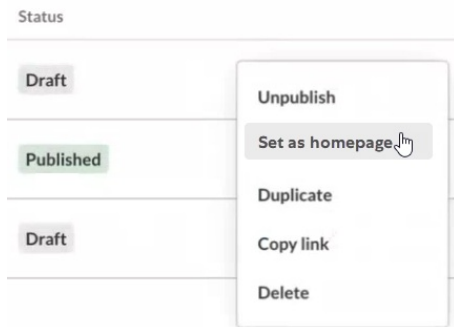 Status
Draft
Published
Draft
Unpublish
Set as homepage
Duplicate
Copy link
Delete